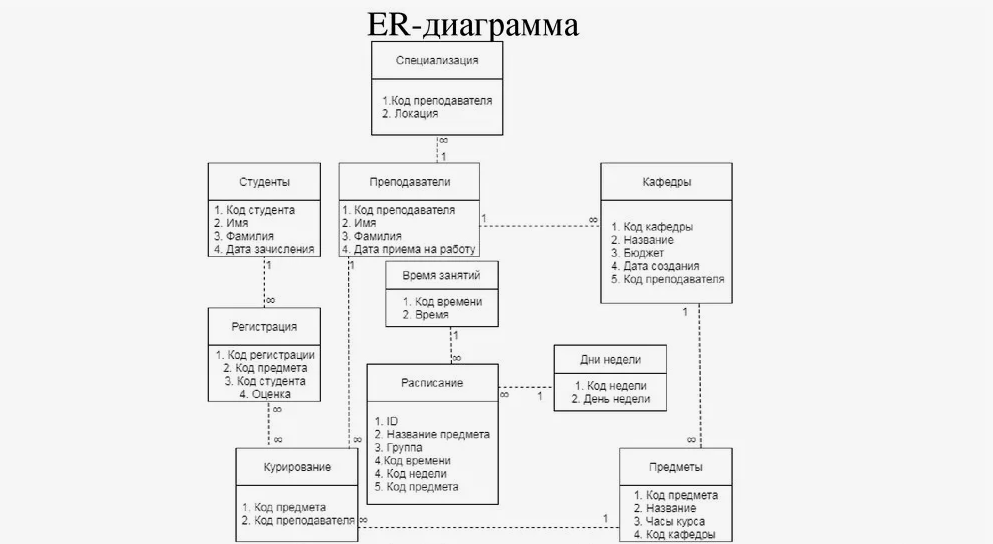 ER-диаграмма
Специализация
1.Код преподавателя
2. Локация
∞
1
Студенты
1. Код студента
2. Имя
3. Фамилия
4. Дата зачисления
Преподаватели
1. Код преподавателя
2. Имя
3. Фамилия
4. Дата приема на работу
1
∞
Кафедры
1. Код кафедры
2. Название
3. Бюджет
4. Дата создания
5. Код преподавателя
1
∞
1
Время занятий
1. Код времени
2. Время
1
∞
1
Регистрация
1. Код регистрации
2. Код предмета
3. Код студента
4. Оценка
∞
∞
Расписание
1. ID
2. Название предмета
3. Группа
4.Код времени
4. Код недели
5. Код предмета
∞
1
Дни недели
1. Код недели
2. День недели
∞
∞
Курирование
1. Код предмета
2. Код преподавателя
∞
1
Предметы
1. Код предмета
2. Название
3. Часы курса
4. Код кафедры